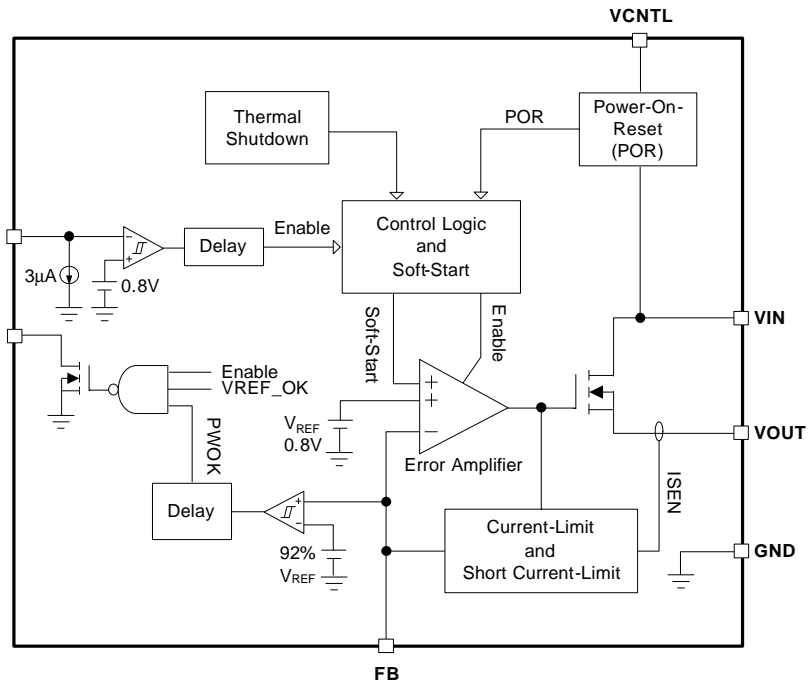 VCNTL
Thermal
Shutdown
POR
Power-On-
Reset
(POR)
Enable
Control Logic
and
Soft-Start
Delay
3µA
0.8V
-
+
Soft-Start
Enable
VIN
Enable
VREF_OK
+
+
-
VREF
0.8V
Error Amplifier
VOUT
PWOK
ISEN
Delay
+
-
92%
VREF
Current-Limit
and
Short Current-Limit
GND
FB